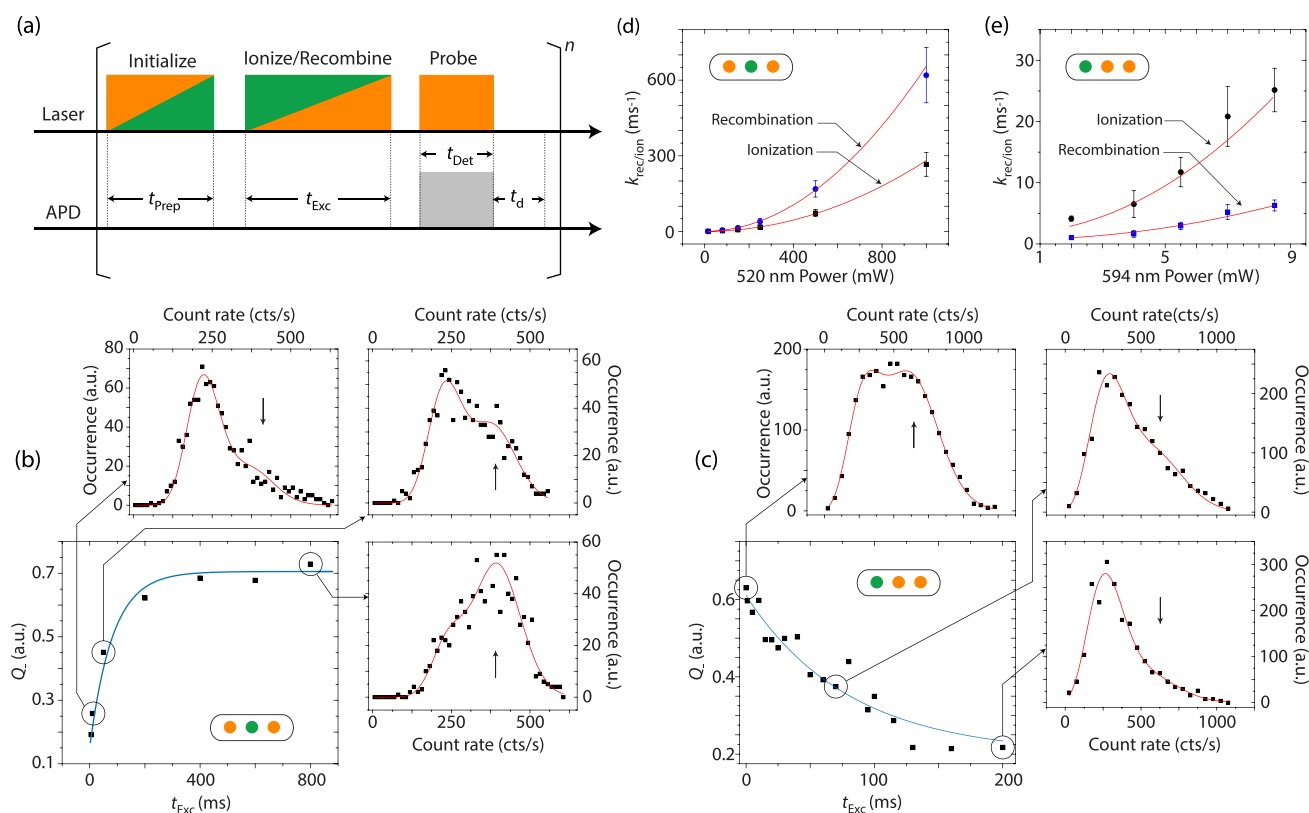 (a)
n
Initialize
Ionize/Recombine
Probe
Laser
t_Det
t_Prep
t_Exc
t_d
APD
(d)
600
300
0
k_rec/ion (ms⁻¹)
Recombination
Ionization
0
400
800
520 nm Power (mW)
(e)
30
20
10
0
k_rec/ion (ms⁻¹)
Ionization
Recombination
1
5
9
594 nm Power (mW)
(b)
Count rate (cts/s)
0
250
500
80
60
40
20
0
Occurrence (a.u.)
Count rate (cts/s)
0
250
500
60
40
20
0
Occurrence (a.u.)
60
40
20
0
Occurrence (a.u.)
0
250
500
Count rate (cts/s)
0.7
0.5
0.3
0.1
Q_- (a.u.)
0
400
800
t_Exc (ms)
(c)
Count rate (cts/s)
0
500
1000
200
100
0
Occurrence (a.u.)
Count rate(cts/s)
0
500
1000
200
100
0
Occurrence (a.u.)
300
200
100
0
Occurrence (a.u.)
0
500
1000
Count rate (cts/s)
0.6
0.4
0.2
Q_- (a.u.)
0
50
100
150
200
t_Exc (ms)